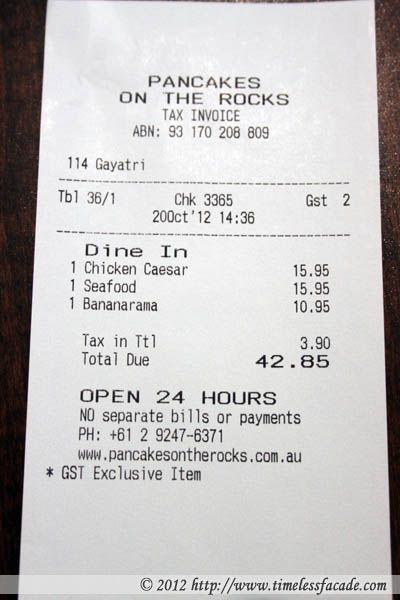 PANCAKES
ON THE ROCKS
TAX INVOICE
ABN: 93 170 208 809
114 Gayatri
Tbl 36/1 Chk 3365 Gst 2
20Oct'12 14:36
Dine In
1 Chicken Caesar 15.95
1 Seafood 15.95
1 Bananarama 10.95
Tax in Ttl 3.90
Total Due 42.85
OPEN 24 HOURS
NO separate bills or payments
PH: +61 2 9247-6371
www.pancakesontherocks.com.au
* GST Exclusive Item
© 2012 http://www.timelessfacade.com